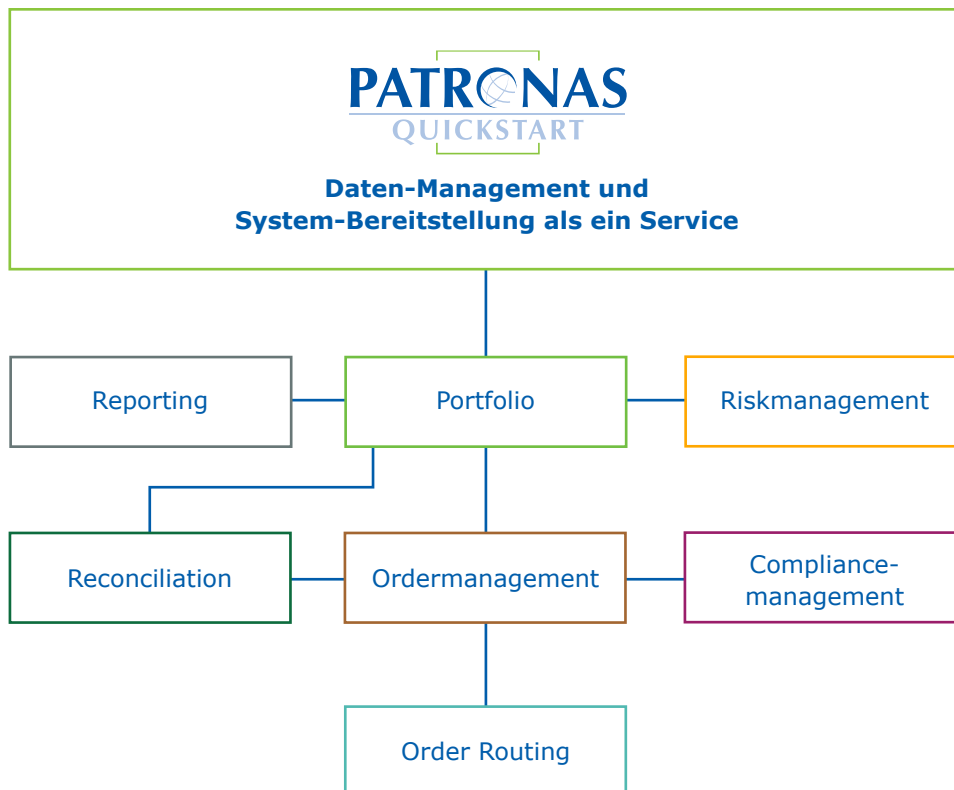 PATRONAS
QUICKSTART
Daten-Management und
System-Bereitstellung als ein Service
Reporting
Portfolio
Riskmanagement
Reconciliation
Ordermanagement
Compliance-
management
Order Routing